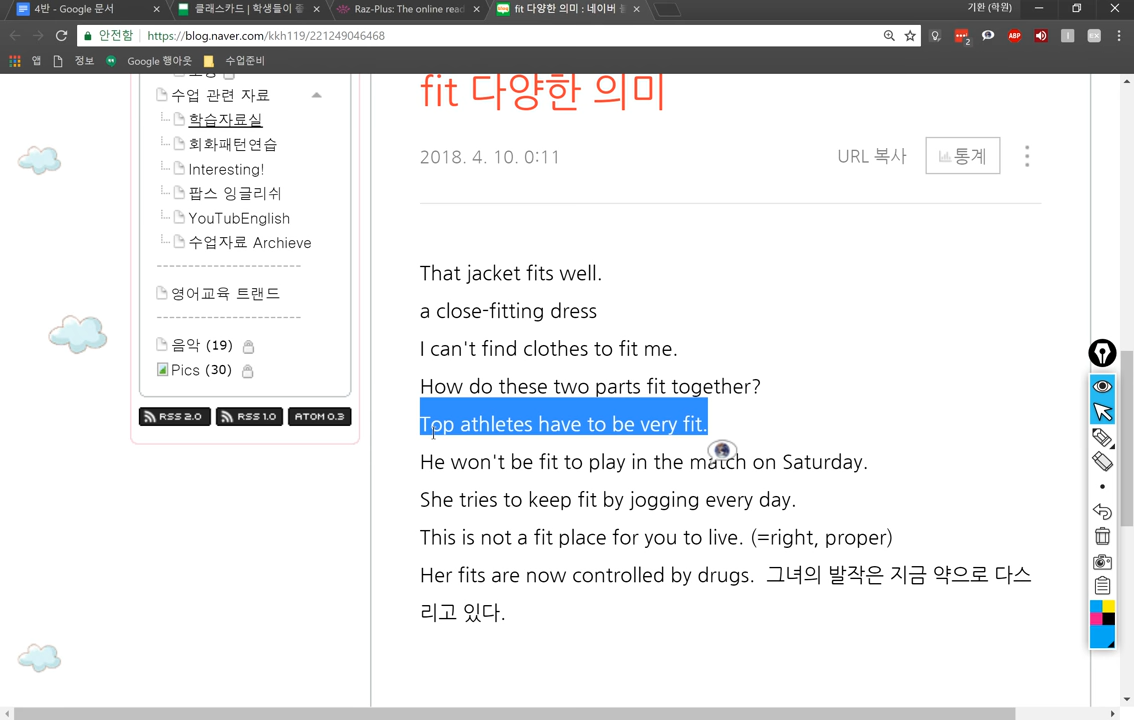 4반 - Google 문서
클래스카드 | 학생들이 좋
Raz-Plus: The online read
fit 다양한 의미 : 네이버 블
기환 (학원)
안전함
https://blog.naver.com/kkh119/221249046468
2
ABP
앱
정보
Google 행아웃
수업준비
수업 관련 자료
학습자료실
회화패턴연습
Interesting!
팝스 잉글리쉬
YouTubEnglish
수업자료 Archieve
영어교육 트랜드
음악 (19)
Pics (30)
RSS 2.0
RSS 1.0
ATOM 0.3
fit 다양한 의미
2018. 4. 10. 0:11
URL 복사
통계
That jacket fits well.
a close-fitting dress
I can't find clothes to fit me.
How do these two parts fit together?
Top athletes have to be very fit.
He won't be fit to play in the match on Saturday.
She tries to keep fit by jogging every day.
This is not a fit place for you to live. (=right, proper)
Her fits are now controlled by drugs.  그녀의 발작은 지금 약으로 다스
리고 있다.